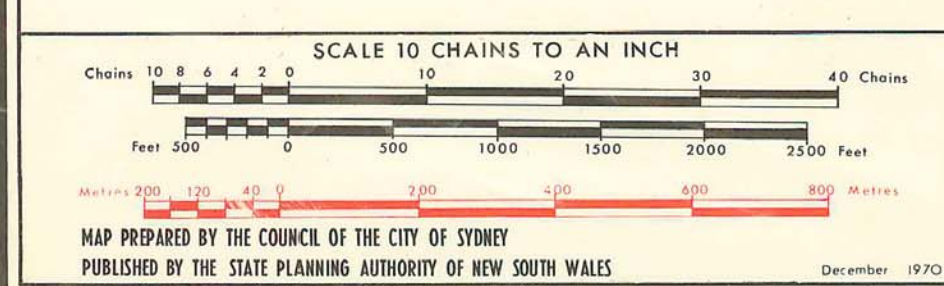 SCALE 10 CHAINS TO AN INCH
Chains 10 8 6 4 2 0 10 20 30 40 Chains
Feet 500 0 500 1000 1500 2000 2500 Feet
Metres 200 120 40 0 200 400 600 800 Metres
MAP PREPARED BY THE COUNCIL OF THE CITY OF SYDNEY
PUBLISHED BY THE STATE PLANNING AUTHORITY OF NEW SOUTH WALES
December 1970